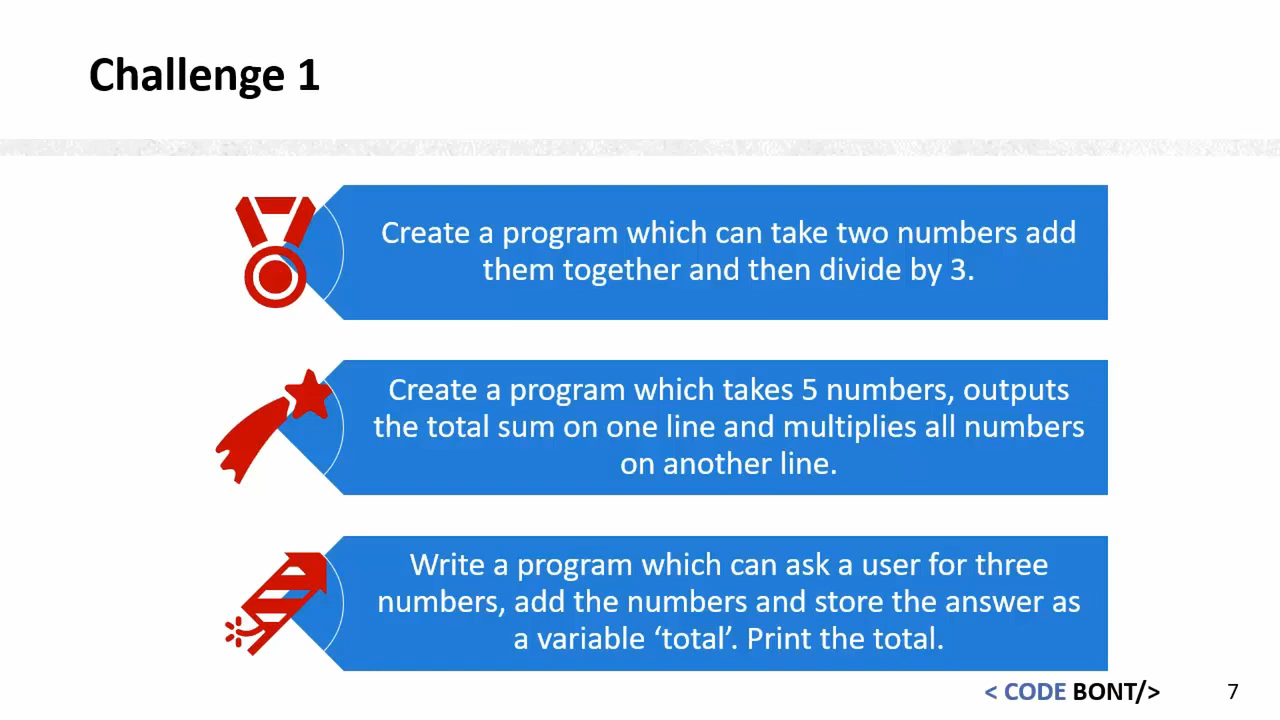 Challenge 1
Create a program which can take two numbers add
them together and then divide by 3.
Create a program which takes 5 numbers, outputs
the total sum on one line and multiplies all numbers
on another line.
Write a program which can ask a user for three
numbers, add the numbers and store the answer as
a variable ‘total’. Print the total.
< CODE BONT/>
7